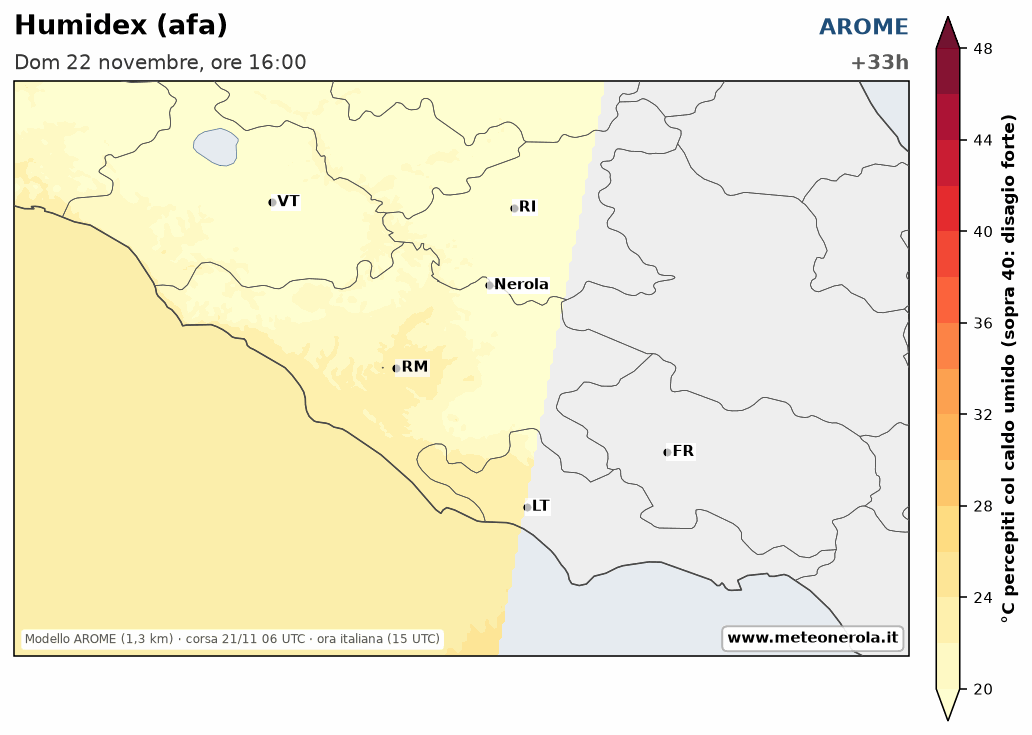 Humidex (afa)
AROME
Dom 22 novembre, ore 16:00
+33h
VT
RI
Nerola
RM
FR
LT
Modello AROME (1,3 km) · corsa 21/11 06 UTC · ora italiana (15 UTC)
www.meteonerola.it
48
44
40
36
32
28
24
20
°C percepiti col caldo umido (sopra 40: disagio forte)